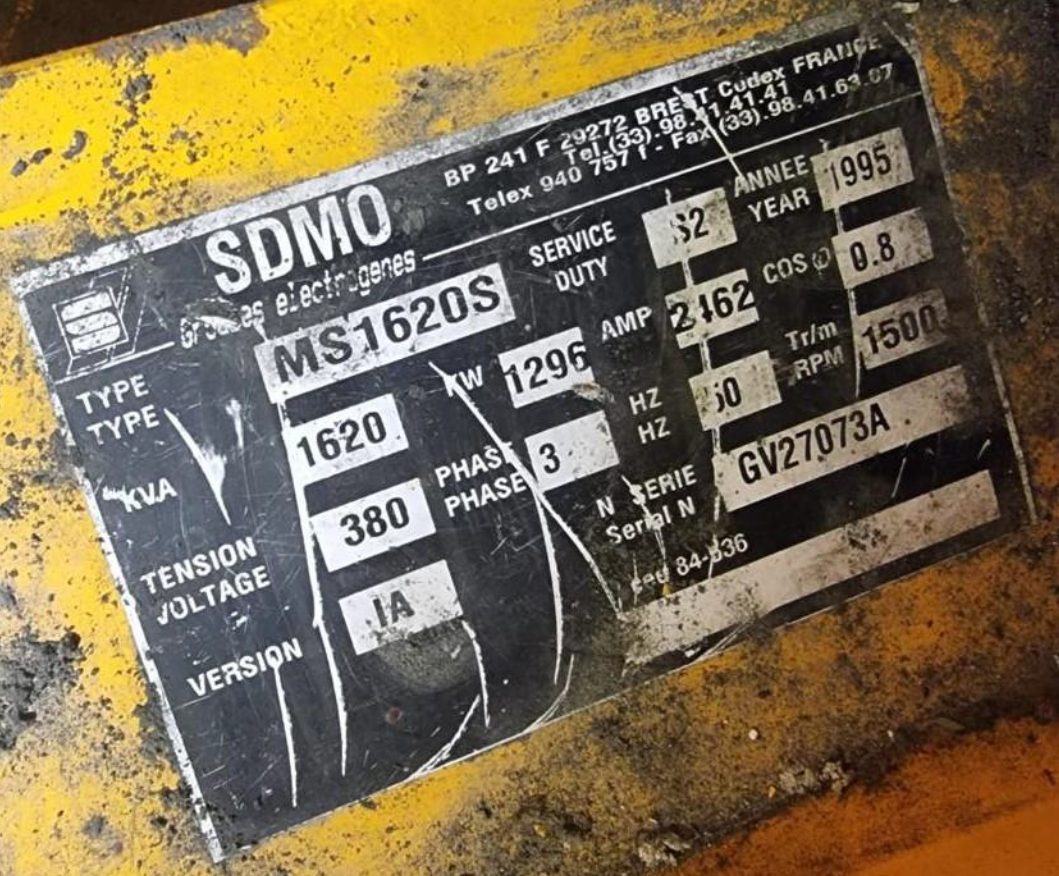 BP 241 F 29272 BREST Cedex FRANCE
Tel.(33).98.41.41.41
Telex 940 757 f - Fax (33).98.41.63.07
SDMO
Groupes electrogenes
TYPE
TYPE
MS1620S
SERVICE
DUTY
S2
ANNEE
YEAR
1995
KVA
1620
KW
1296
AMP
2462
COS φ
0.8
TENSION
VOLTAGE
380
PHASE
PHASE
3
HZ
HZ
50
Tr/m
RPM
1500
VERSION
IA
N SERIE
Serial N
GV27073A
84-536